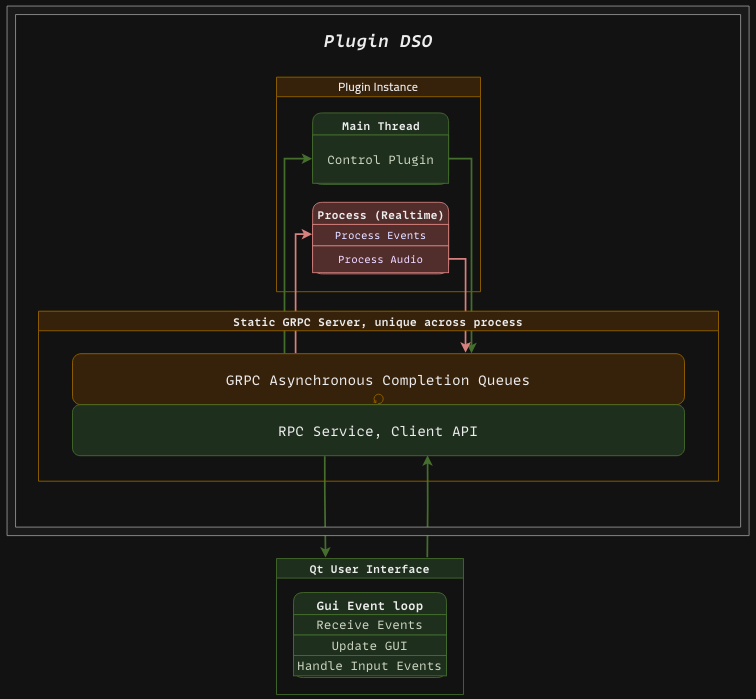 Plugin DSO
Plugin Instance
Main Thread
Control Plugin
Process (Realtime)
Process Events
Process Audio
Static GRPC Server, unique across process
GRPC Asynchronous Completion Queues
RPC Service, Client API
Qt User Interface
Gui Event loop
Receive Events
Update GUI
Handle Input Events